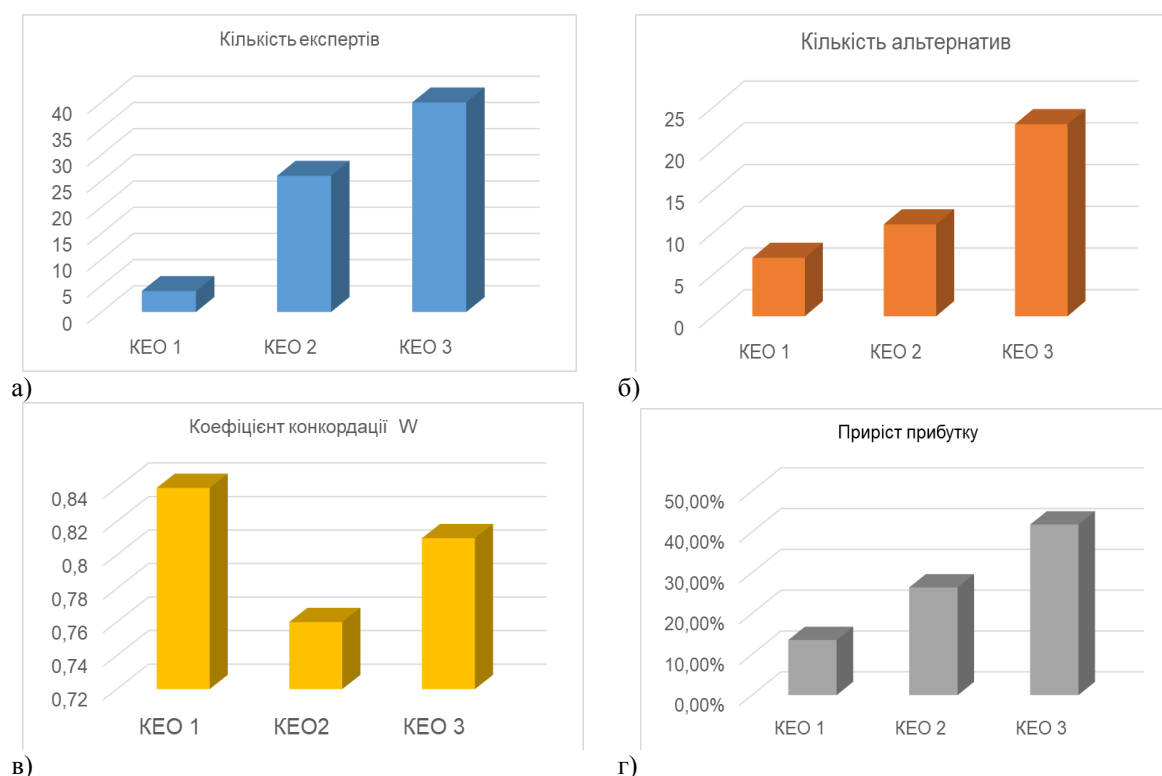 Кількість експертів
40
35
30
25
20
15
10
5
0
КЕО 1 КЕО 2 КЕО 3
а)
Кількість альтернатив
25
20
15
10
5
0
КЕО 1 КЕО 2 КЕО 3
б)
Коефіцієнт конкордації W
0,84
0,82
0,8
0,78
0,76
0,74
0,72
КЕО 1 КЕО2 КЕО 3
в)
Приріст прибутку
50,00%
40,00%
30,00%
20,00%
10,00%
0,00%
КЕО 1 КЕО 2 КЕО 3
г)